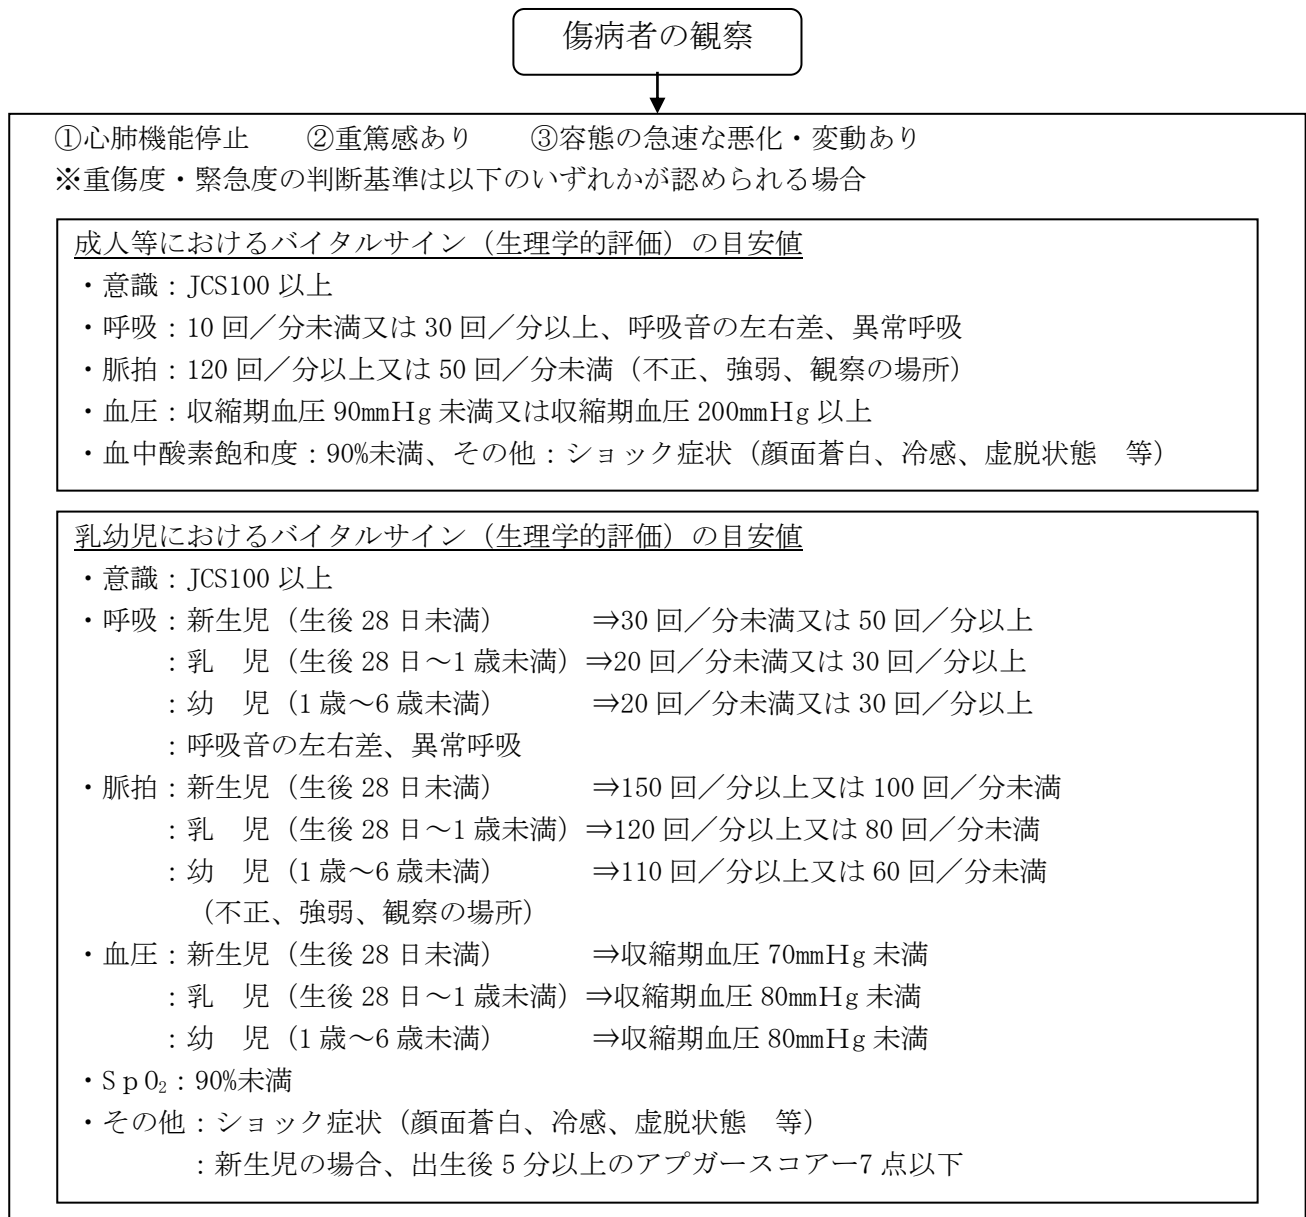 傷病者の観察
①心肺機能停止　　②重篤感あり　　③容態の急速な悪化・変動あり
※重傷度・緊急度の判断基準は以下のいずれかが認められる場合
成人等におけるバイタルサイン（生理学的評価）の目安値
・意識：JCS100 以上
・呼吸：10 回／分未満又は 30 回／分以上、呼吸音の左右差、異常呼吸
・脈拍：120 回／分以上又は 50 回／分未満（不正、強弱、観察の場所）
・血圧：収縮期血圧 90mmHg 未満又は収縮期血圧 200mmHg 以上
・血中酸素飽和度：90%未満、その他：ショック症状（顔面蒼白、冷感、虚脱状態　等）
乳幼児におけるバイタルサイン（生理学的評価）の目安値
・意識：JCS100 以上
・呼吸：新生児（生後 28 日未満）　　　　⇒30 回／分未満又は 50 回／分以上
：乳　児（生後 28 日～1 歳未満）⇒20 回／分未満又は 30 回／分以上
：幼　児（1 歳～6 歳未満）　　　　⇒20 回／分未満又は 30 回／分以上
：呼吸音の左右差、異常呼吸
・脈拍：新生児（生後 28 日未満）　　　　⇒150 回／分以上又は 100 回／分未満
：乳　児（生後 28 日～1 歳未満）⇒120 回／分以上又は 80 回／分未満
：幼　児（1 歳～6 歳未満）　　　　⇒110 回／分以上又は 60 回／分未満
（不正、強弱、観察の場所）
・血圧：新生児（生後 28 日未満）　　　　⇒収縮期血圧 70mmHg 未満
：乳　児（生後 28 日～1 歳未満）⇒収縮期血圧 80mmHg 未満
：幼　児（1 歳～6 歳未満）　　　　⇒収縮期血圧 80mmHg 未満
・ＳｐＯ₂：90%未満
・その他：ショック症状（顔面蒼白、冷感、虚脱状態　等）
：新生児の場合、出生後 5 分以上のアプガースコアー7 点以下